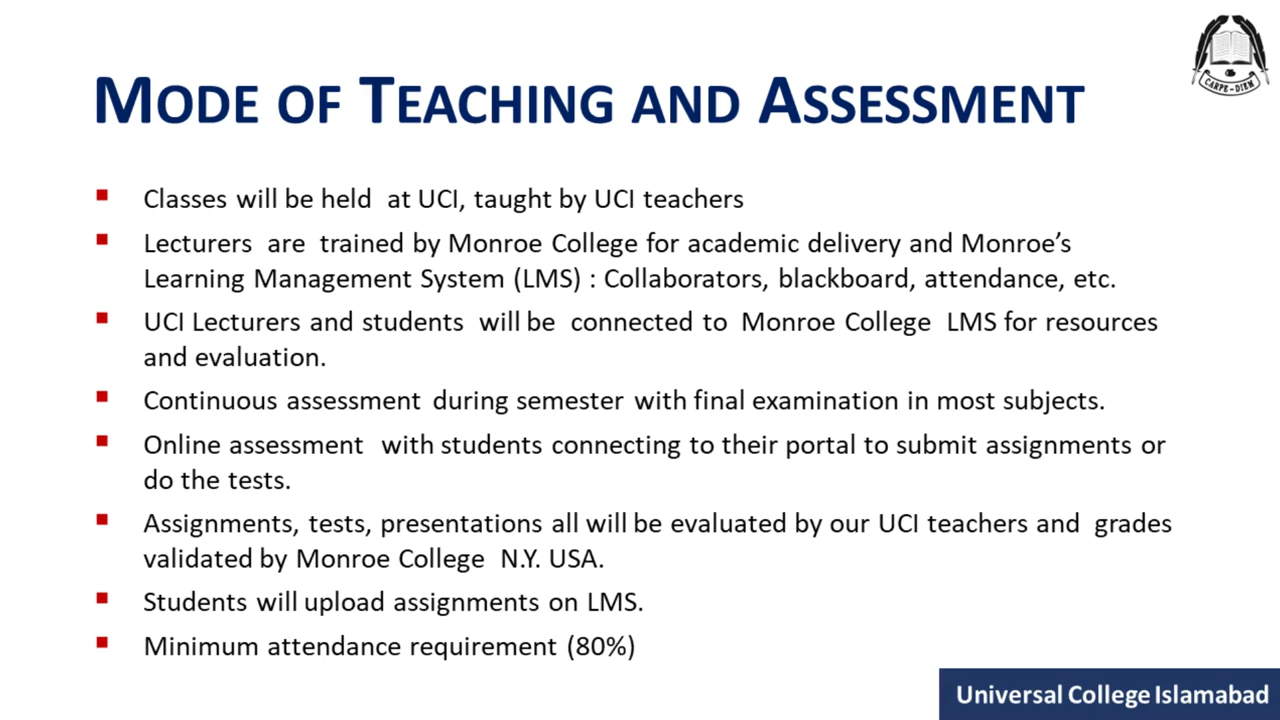 CARPE-DIEM
MODE OF TEACHING AND ASSESSMENT
Classes will be held at UCI, taught by UCI teachers
Lecturers are trained by Monroe College for academic delivery and Monroe’s
Learning Management System (LMS) : Collaborators, blackboard, attendance, etc.
UCI Lecturers and students will be connected to Monroe College LMS for resources
and evaluation.
Continuous assessment during semester with final examination in most subjects.
Online assessment with students connecting to their portal to submit assignments or
do the tests.
Assignments, tests, presentations all will be evaluated by our UCI teachers and grades
validated by Monroe College N.Y. USA.
Students will upload assignments on LMS.
Minimum attendance requirement (80%)
Universal College Islamabad